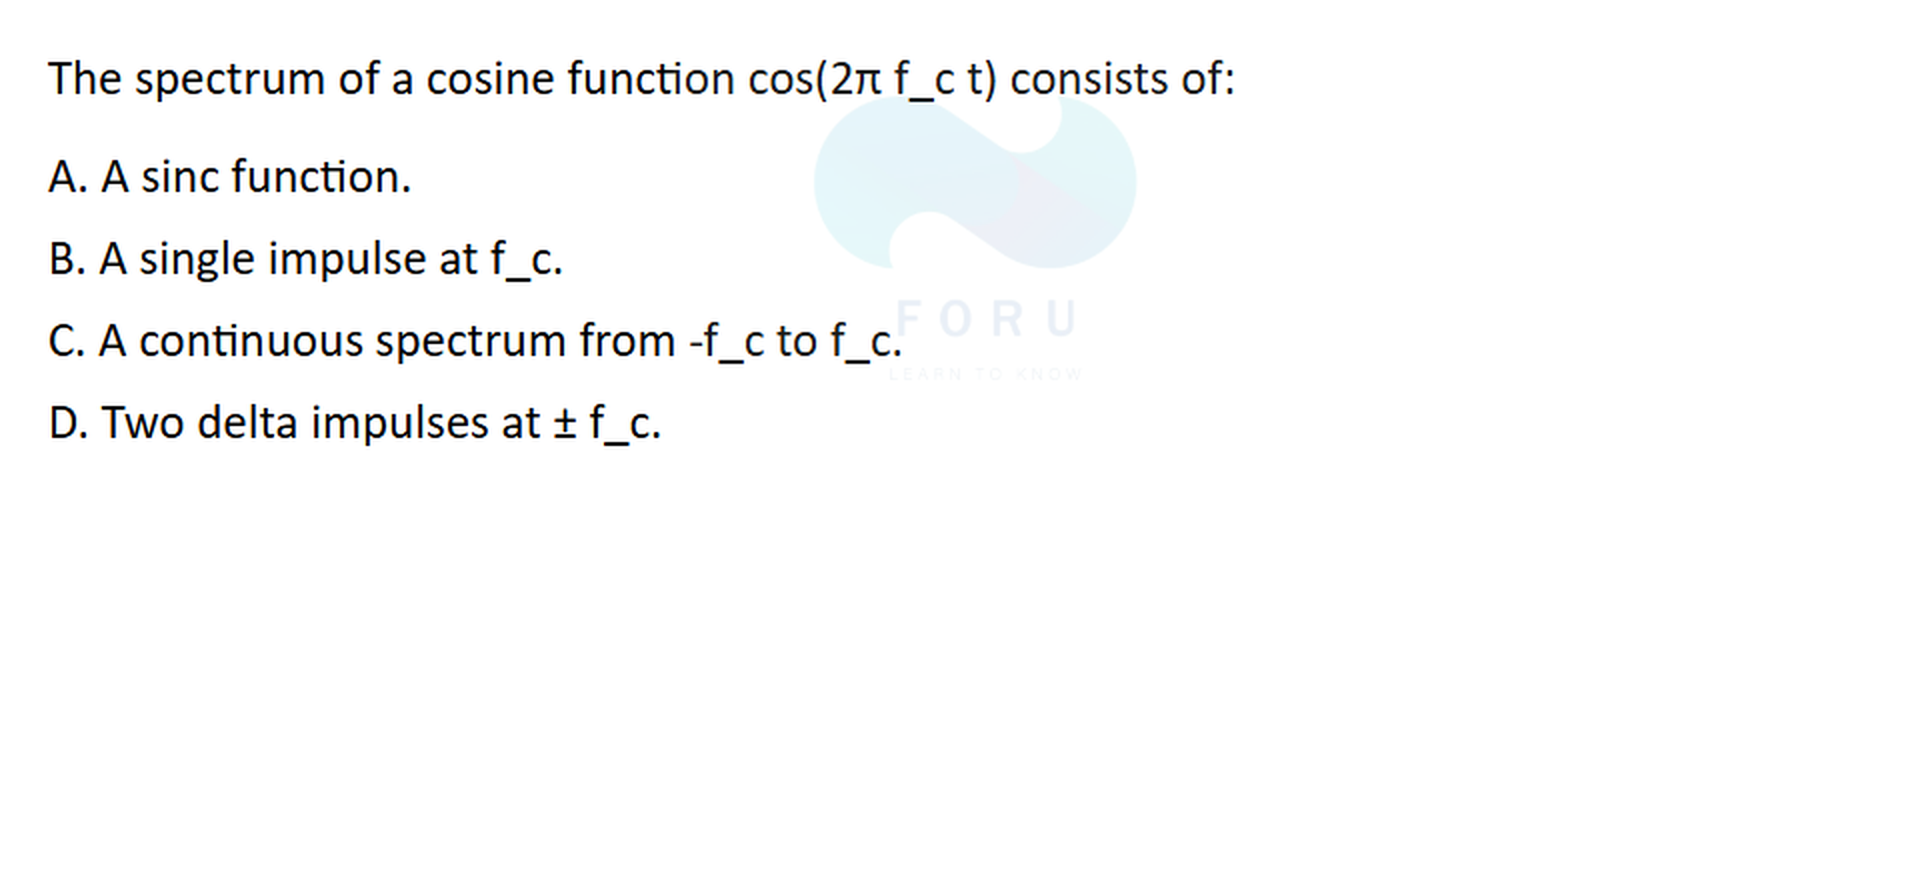 The spectrum of a cosine function cos(2π f_c t) consists of:
A. A sinc function.
B. A single impulse at f_c.
C. A continuous spectrum from -f_c to f_c.
D. Two delta impulses at ± f_c.
FORU
LEARN TO KNOW